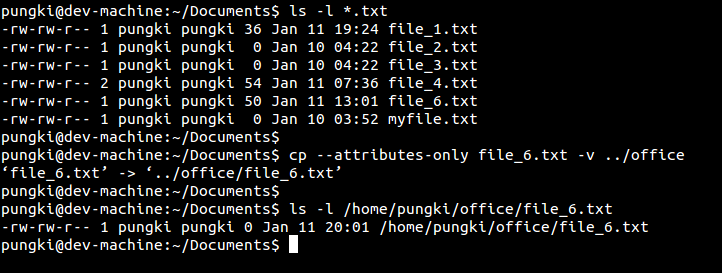 pungki@dev-machine:~/Documents$ ls -l *.txt
-rw-rw-r-- 1 pungki pungki 36 Jan 11 19:24 file_1.txt
-rw-rw-r-- 1 pungki pungki  0 Jan 10 04:22 file_2.txt
-rw-rw-r-- 1 pungki pungki  0 Jan 10 04:22 file_3.txt
-rw-rw-r-- 2 pungki pungki 54 Jan 11 07:36 file_4.txt
-rw-rw-r-- 1 pungki pungki 50 Jan 11 13:01 file_6.txt
-rw-rw-r-- 1 pungki pungki  0 Jan 10 03:52 myfile.txt
pungki@dev-machine:~/Documents$
pungki@dev-machine:~/Documents$ cp --attributes-only file_6.txt -v ../office
‘file_6.txt’ -> ‘../office/file_6.txt’
pungki@dev-machine:~/Documents$
pungki@dev-machine:~/Documents$ ls -l /home/pungki/office/file_6.txt
-rw-rw-r-- 1 pungki pungki 0 Jan 11 20:01 /home/pungki/office/file_6.txt
pungki@dev-machine:~/Documents$